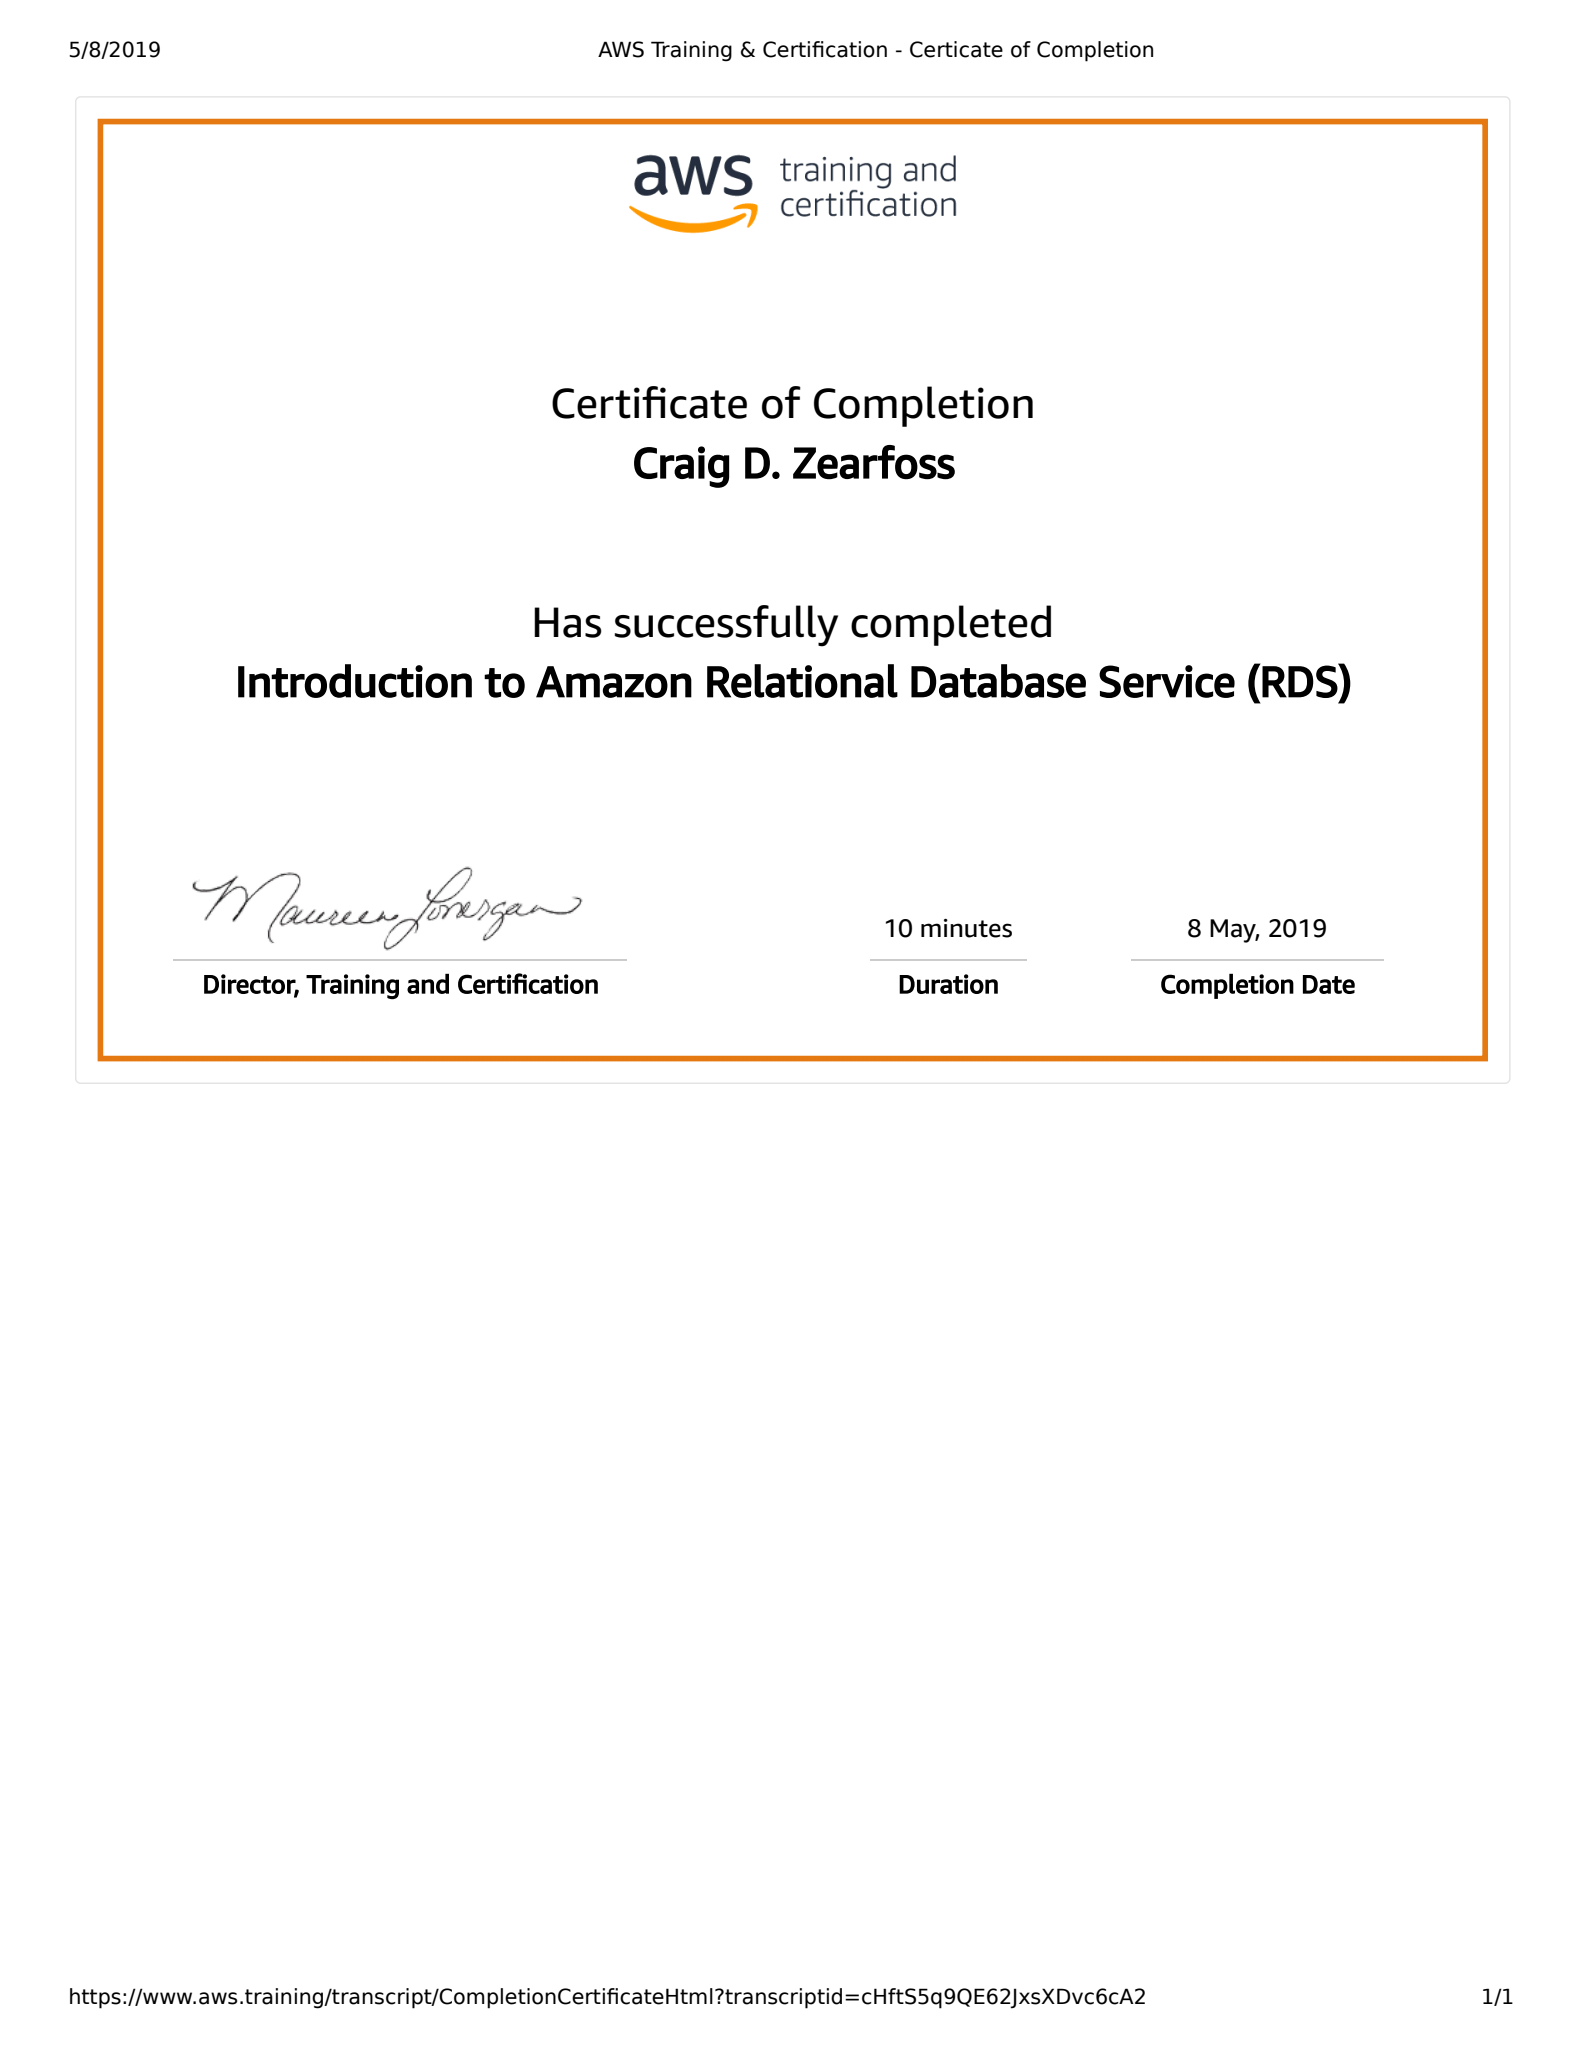 5/8/2019 AWS Training & Certification - Certicate of Completion
aws training and
certification
Certificate of Completion
Craig D. Zearfoss
Has successfully completed
Introduction to Amazon Relational Database Service (RDS)
Maureen Lonergan
10 minutes 8 May, 2019
Director, Training and Certification Duration Completion Date
https://www.aws.training/transcript/CompletionCertificateHtml?transcriptid=cHftS5q9QE62JxsXDvc6cA2 1/1